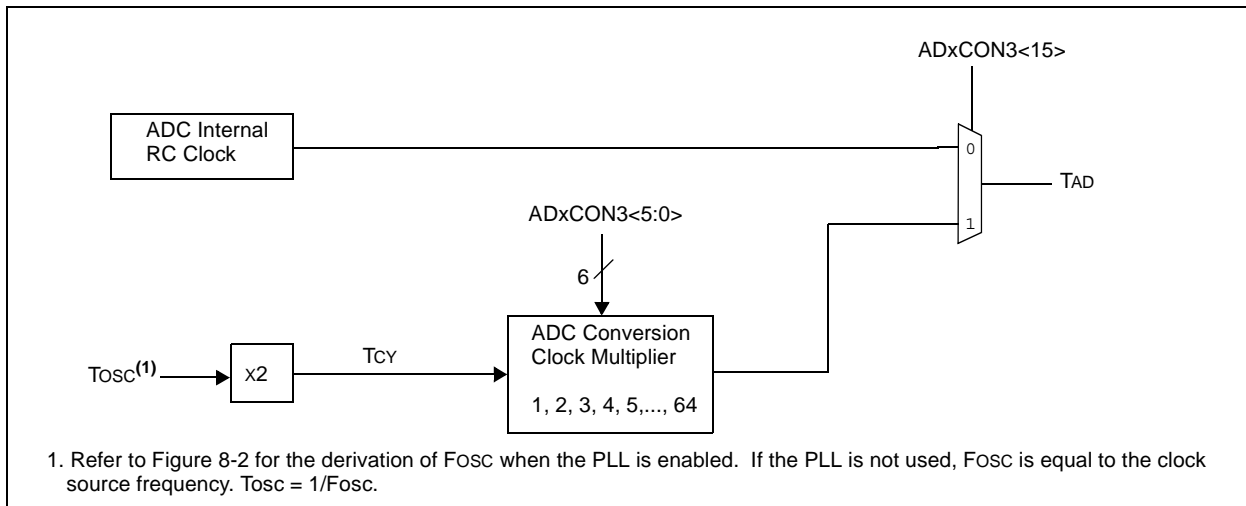 ADxCON3<15>
ADC Internal
RC Clock
0
TAD
ADxCON3<5:0>
1
6
ADC Conversion
Clock Multiplier
TOSC(1)
X2
TCY
1, 2, 3, 4, 5,..., 64
1. Refer to Figure 8-2 for the derivation of FOSC when the PLL is enabled. If the PLL is not used, FOSC is equal to the clock
source frequency. Tosc = 1/Fosc.